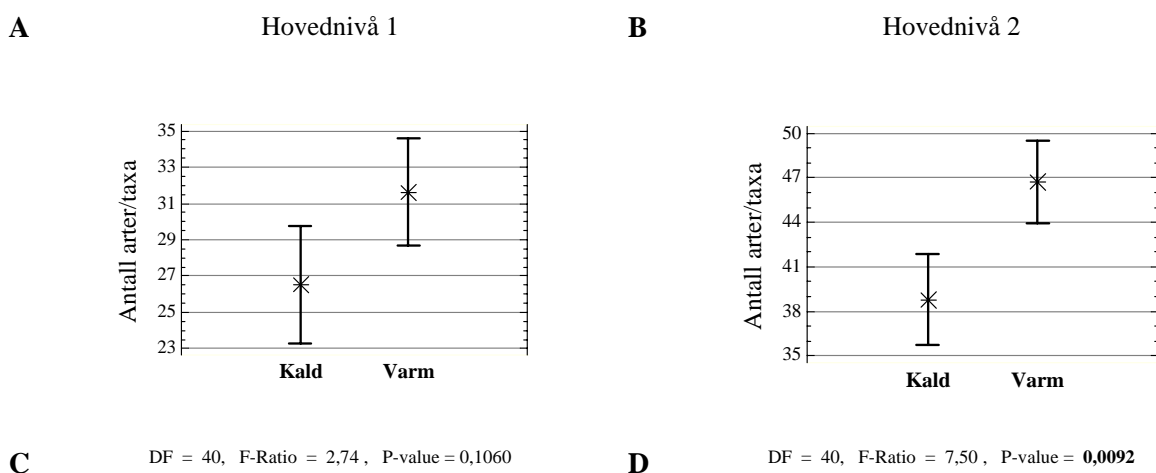 A Hovednivå 1
B Hovednivå 2
Antall arter/taxa
35
33
31
29
27
25
23
Kald Varm
Antall arter/taxa
50
47
44
41
38
35
Kald Varm
C DF = 40, F-Ratio = 2,74 , P-value = 0,1060
D DF = 40, F-Ratio = 7,50 , P-value = 0,0092